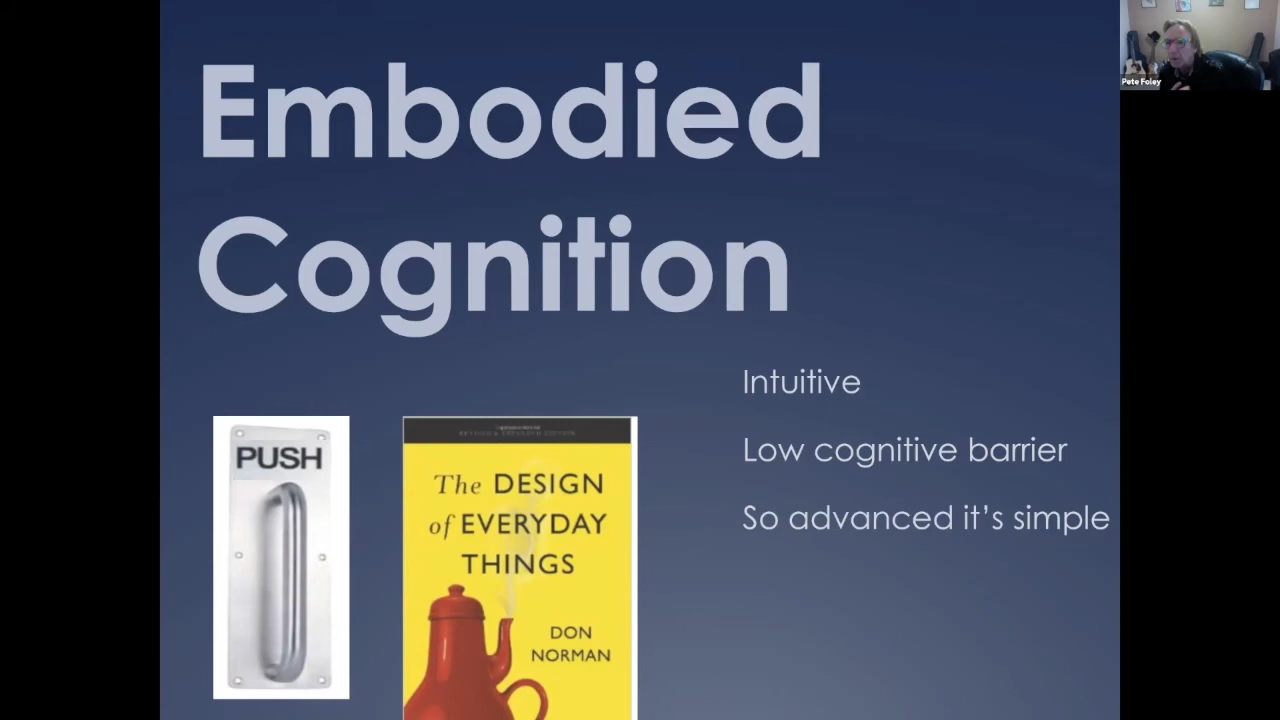 Embodied
Cognition
Pete Foley
Intuitive
Low cognitive barrier
So advanced it's simple
PUSH
The DESIGN
of EVERYDAY
THINGS
DON
NORMAN